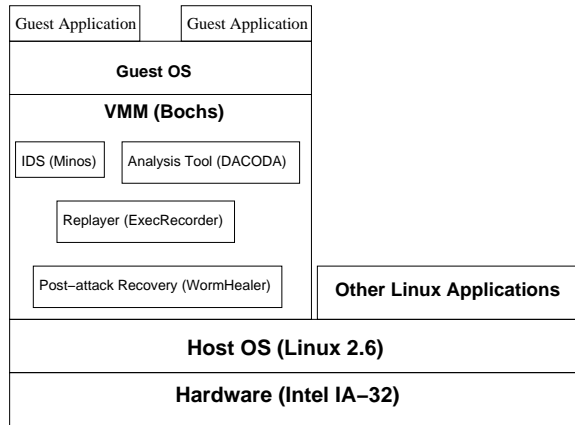 Guest Application
Guest Application
Guest OS
VMM (Bochs)
IDS (Minos)
Analysis Tool (DACODA)
Replayer (ExecRecorder)
Post−attack Recovery (WormHealer)
Other Linux Applications
Host OS (Linux 2.6)
Hardware (Intel IA−32)